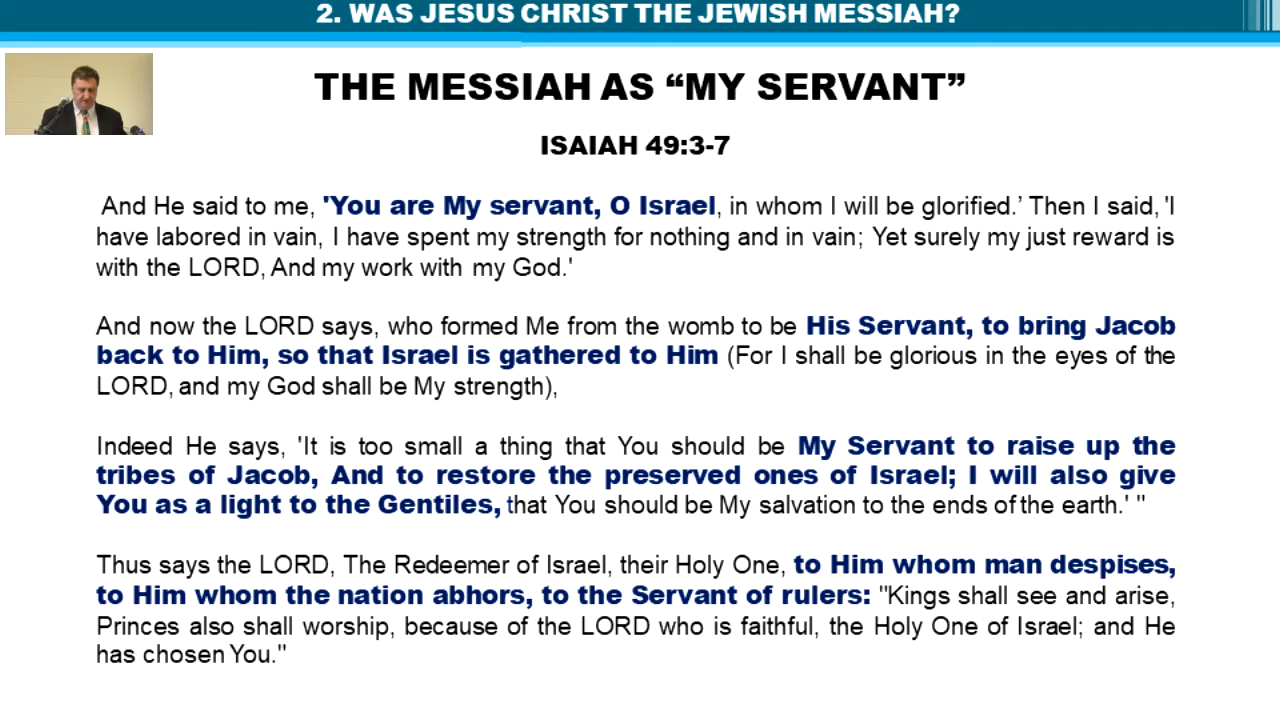 2. WAS JESUS CHRIST THE JEWISH MESSIAH?
THE MESSIAH AS “MY SERVANT”
ISAIAH 49:3-7
And He said to me, 'You are My servant, O Israel, in whom I will be glorified.’ Then I said, 'I
have labored in vain, I have spent my strength for nothing and in vain; Yet surely my just reward is
with the LORD, And my work with my God.'
And now the LORD says, who formed Me from the womb to be His Servant, to bring Jacob
back to Him, so that Israel is gathered to Him (For I shall be glorious in the eyes of the
LORD, and my God shall be My strength),
Indeed He says, 'It is too small a thing that You should be My Servant to raise up the
tribes of Jacob, And to restore the preserved ones of Israel; I will also give
You as a light to the Gentiles, that You should be My salvation to the ends of the earth.' "
Thus says the LORD, The Redeemer of Israel, their Holy One, to Him whom man despises,
to Him whom the nation abhors, to the Servant of rulers: "Kings shall see and arise,
Princes also shall worship, because of the LORD who is faithful, the Holy One of Israel; and He
has chosen You."